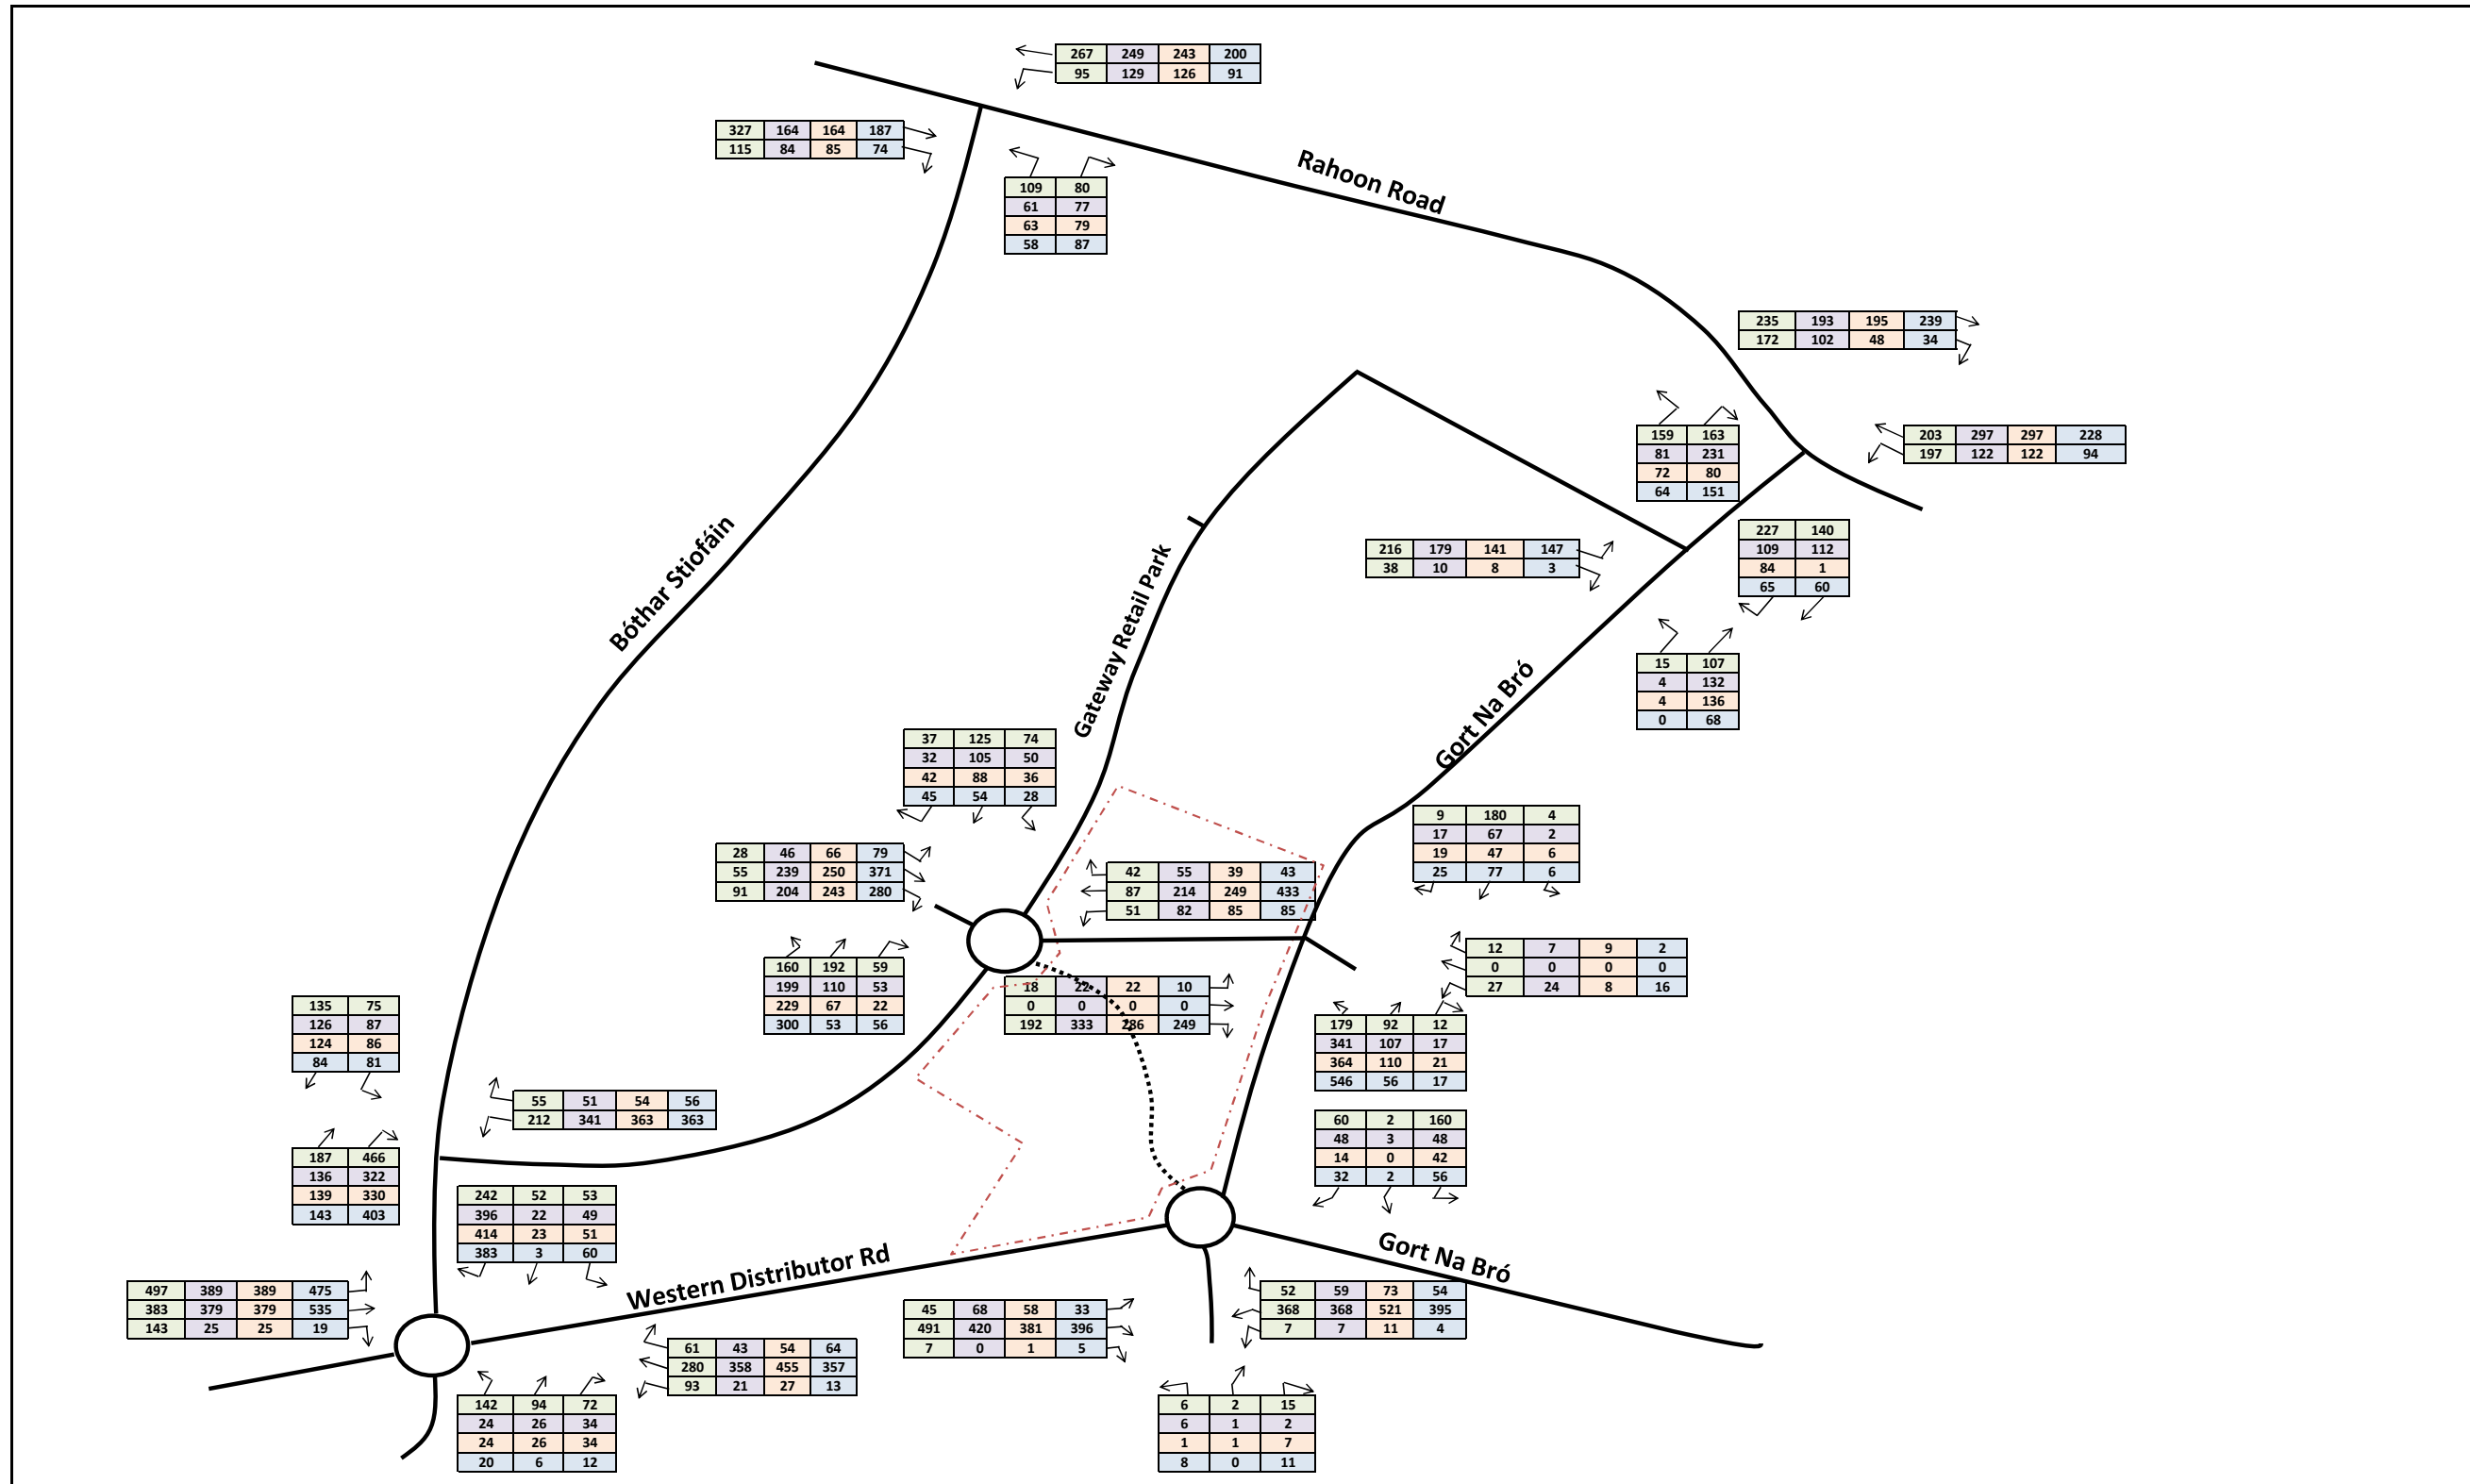 267 249 243 200
95 129 126 91
327 164 164 187
115 84 85 74
109 80
61 77
63 79
58 87
Rahoon Road
235 193 195 239
172 102 48 34
159 163
81 231
72 80
64 151
203 297 297 228
197 122 122 94
227 140
109 112
84 1
65 60
216 179 141 147
38 10 8 3
Bóthar Stiofáin
Gateway Retail Park
15 107
4 132
4 136
0 68
Gort Na Bró
37 125 74
32 105 50
42 88 36
45 54 28
9 180 4
17 67 2
19 47 6
25 77 6
28 46 66 79
55 239 250 371
91 204 243 280
42 55 39 43
87 214 249 433
51 82 85 85
12 7 9 2
0 0 0 0
27 24 8 16
160 192 59
199 110 53
229 67 22
300 53 56
18 22 22 10
0 0 0 0
192 333 286 249
135 75
126 87
124 86
84 81
179 92 12
341 107 17
364 110 21
546 56 17
55 51 54 56
212 341 363 363
60 2 160
48 3 48
14 0 42
32 2 56
187 466
136 322
139 330
143 403
242 52 53
396 22 49
414 23 51
383 3 60
Gort Na Bró
Western Distributor Rd
497 389 389 475
383 379 379 535
143 25 25 19
52 59 73 54
368 368 521 395
7 7 11 4
45 68 58 33
491 420 381 396
7 0 1 5
61 43 54 64
280 358 455 357
93 21 27 13
142 94 72
24 26 34
24 26 34
20 6 12
6 2 15
6 1 2
1 1 7
8 0 11